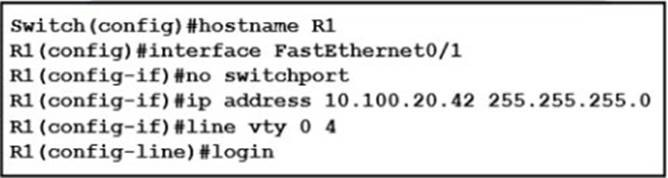 Switch(config)#hostname R1
R1(config)#interface FastEthernet0/1
R1(config-if)#no switchport
R1(config-if)#ip address 10.100.20.42 255.255.255.0
R1(config-if)#line vty 0 4
R1(config-line)#login